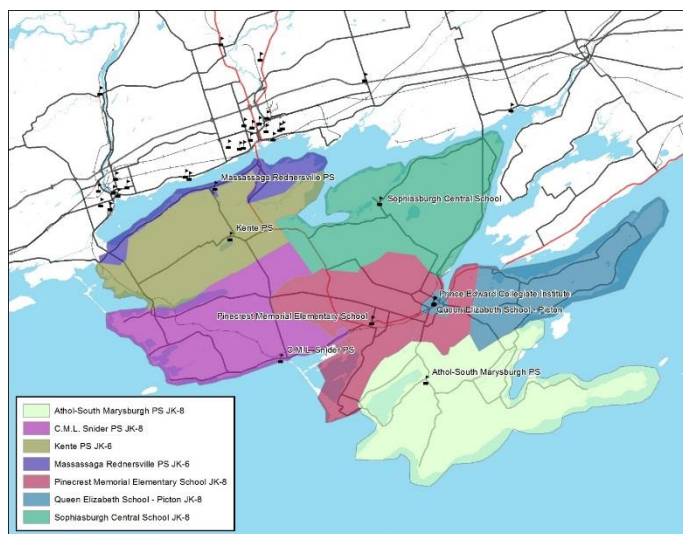 Massassaga Rednersville PS
Sophiasburgh Central School
Kente PS
Prince Edward Collegiate Institute
Queen Elizabeth School - Picton
Pinecrest Memorial Elementary School
C.M.L. Snider PS
Athol-South Marysburgh PS
Athol-South Marysburgh PS JK-8
C.M.L. Snider PS JK-8
Kente PS JK-6
Massassaga Rednersville PS JK-6
Pinecrest Memorial Elementary School JK-8
Queen Elizabeth School - Picton JK-8
Sophiasburgh Central School JK-8